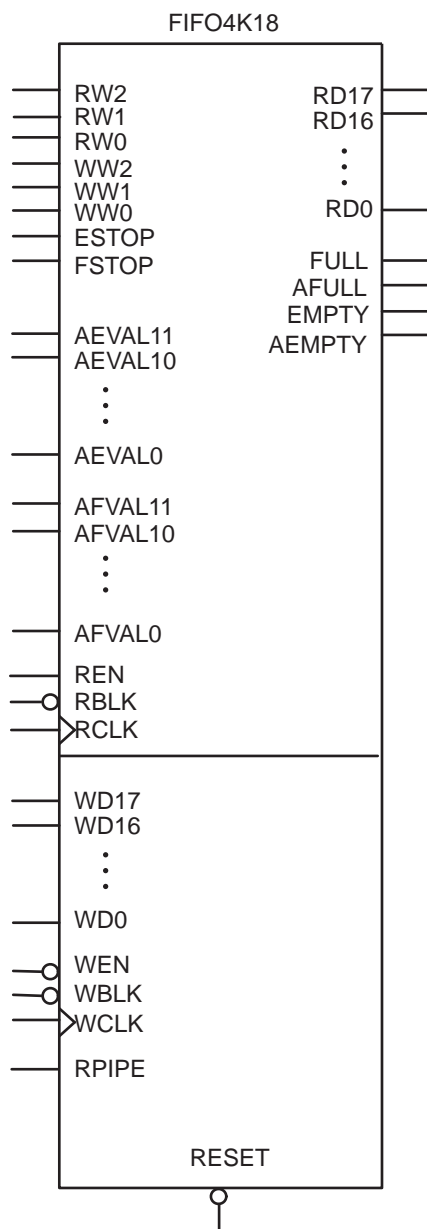 FIFO4K18
RW2
RW1
RW0
WW2
WW1
WW0
ESTOP
FSTOP
AEVAL11
AEVAL10
AEVAL0
AFVAL11
AFVAL10
AFVAL0
REN
RBLK
RCLK
RD17
RD16
RD0
FULL
AFULL
EMPTY
AEMPTY
WD17
WD16
WD0
WEN
WBLK
WCLK
RPIPE
RESET